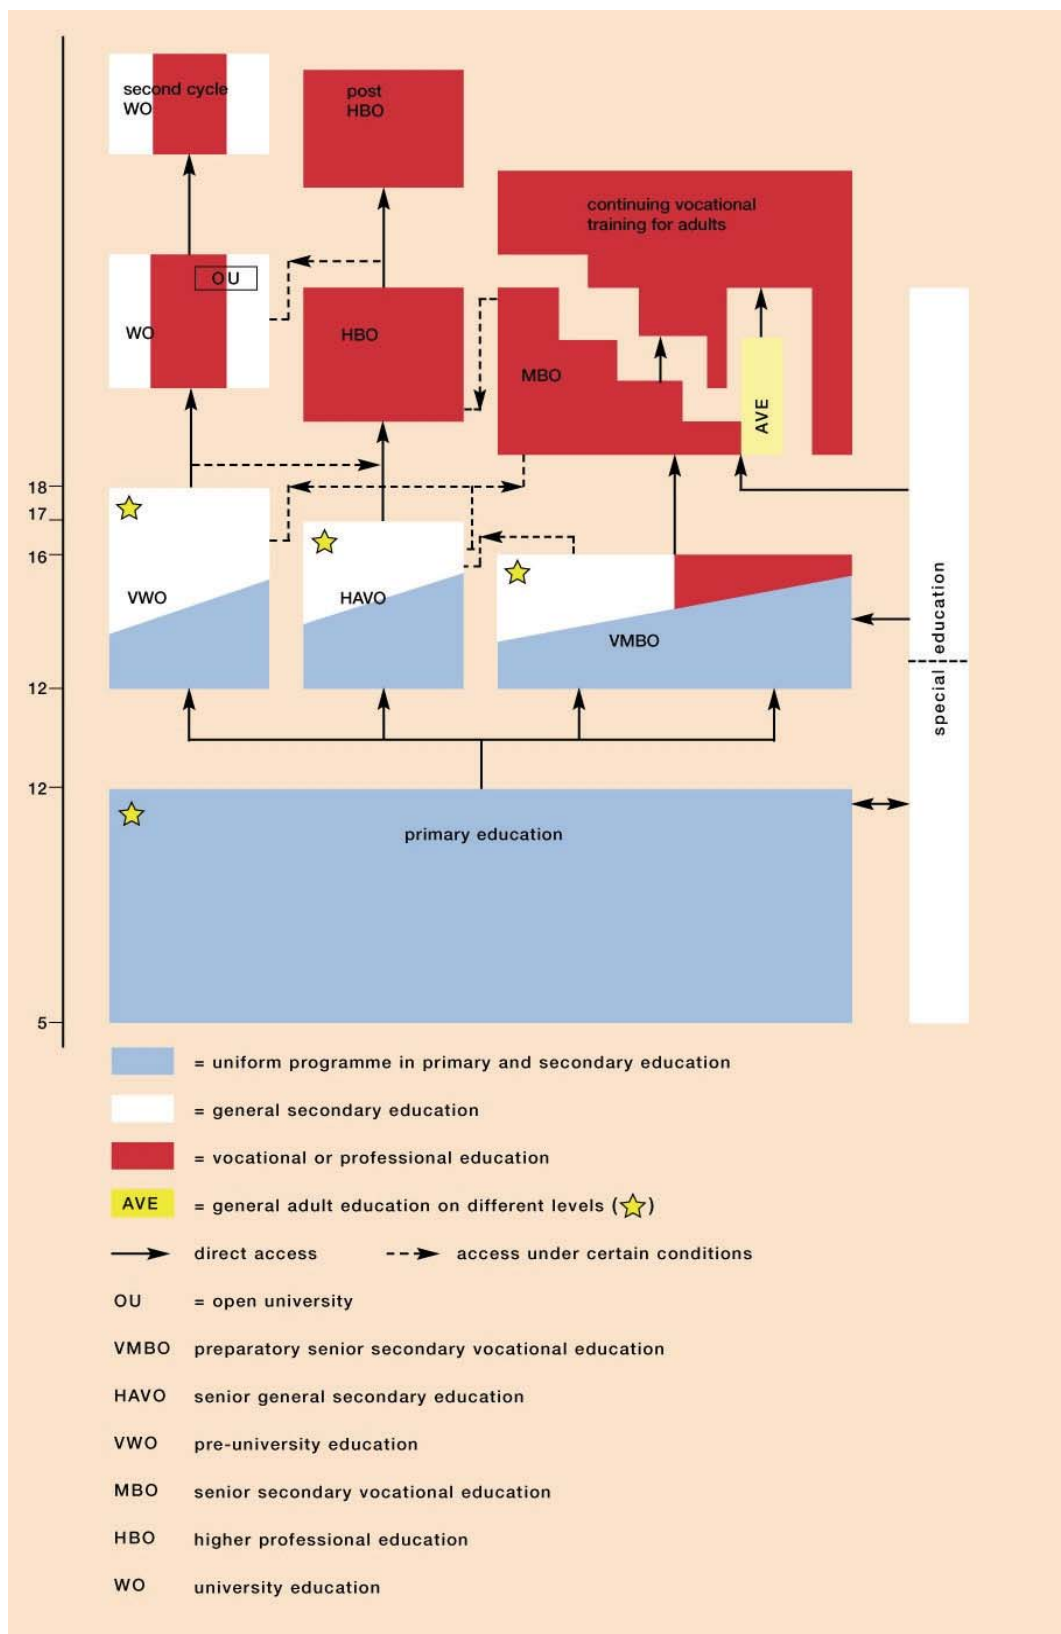 second cycle
WO
post
HBO
continuing vocational
training for adults
OU
WO
HBO
MBO
AVE
18
17
16
VWO
HAVO
VMBO
special education
12
12
primary education
5
= uniform programme in primary and secondary education
= general secondary education
= vocational or professional education
AVE = general adult education on different levels ( )
direct access access under certain conditions
OU = open university
VMBO preparatory senior secondary vocational education
HAVO senior general secondary education
VWO pre-university education
MBO senior secondary vocational education
HBO higher professional education
WO university education